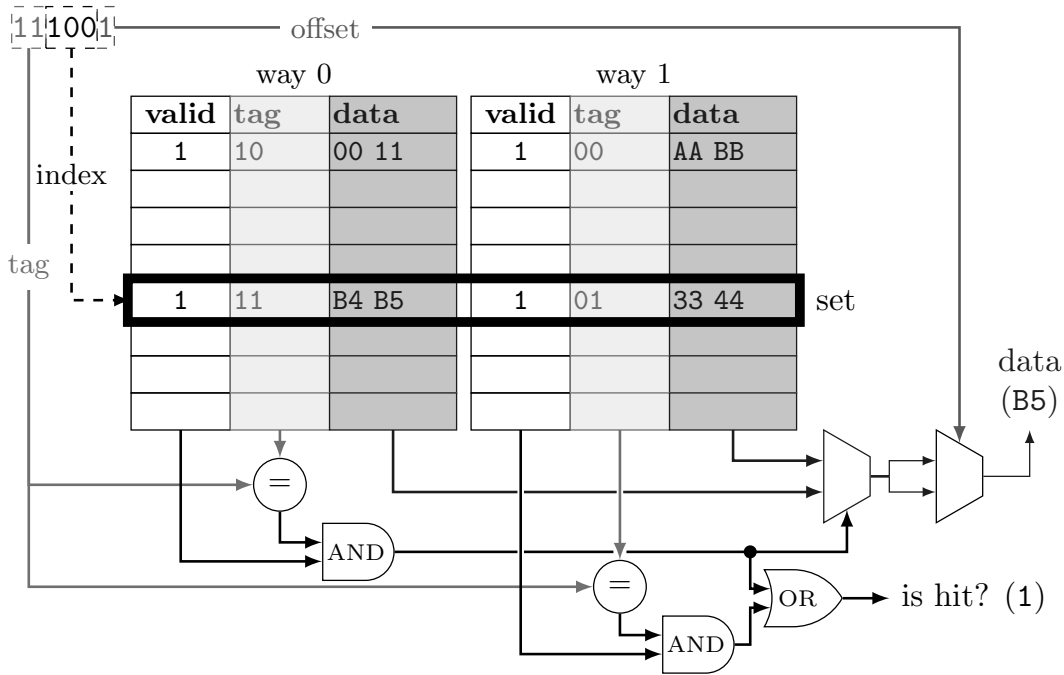 111001
offset
way 0 way 1
valid tag data valid tag data
1 10 00 11 1 00 AA BB
index
tag
1 11 B4 B5 1 01 33 44 set
data
(B5)
=
AND
=
OR is hit? (1)
AND